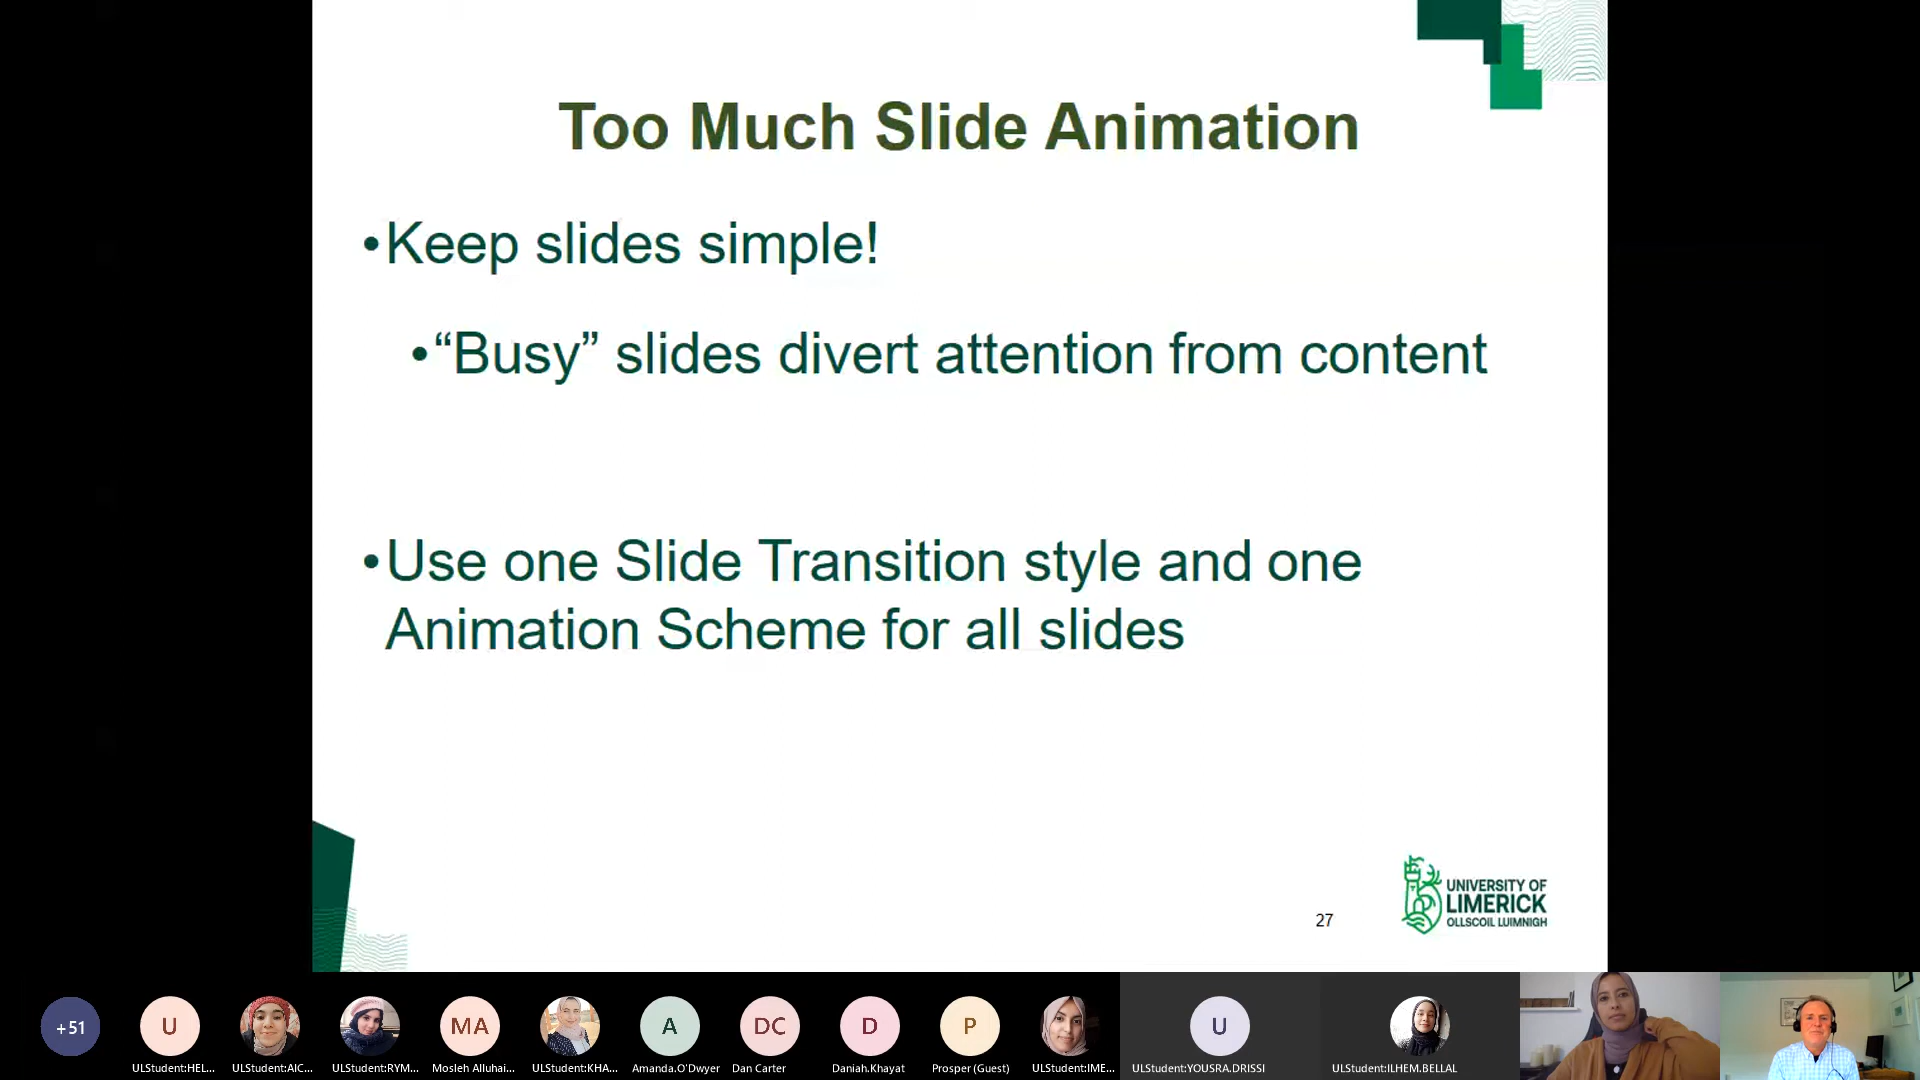 Too Much Slide Animation
•Keep slides simple!
•“Busy” slides divert attention from content
•Use one Slide Transition style and one
Animation Scheme for all slides
27
UNIVERSITY OF
LIMERICK
OLLSCOIL LUIMNIGH
+51
U
MA
A
DC
D
P
U
ULStudent:HEL...
ULStudent:AIC...
ULStudent:RYM...
Mosleh Alluhai...
ULStudent:KHA...
Amanda.O'Dwyer
Dan Carter
Daniah.Khayat
Prosper (Guest)
ULStudent:IME...
ULStudent:YOUSRA.DRISSI
ULStudent:ILHEM.BELLAL